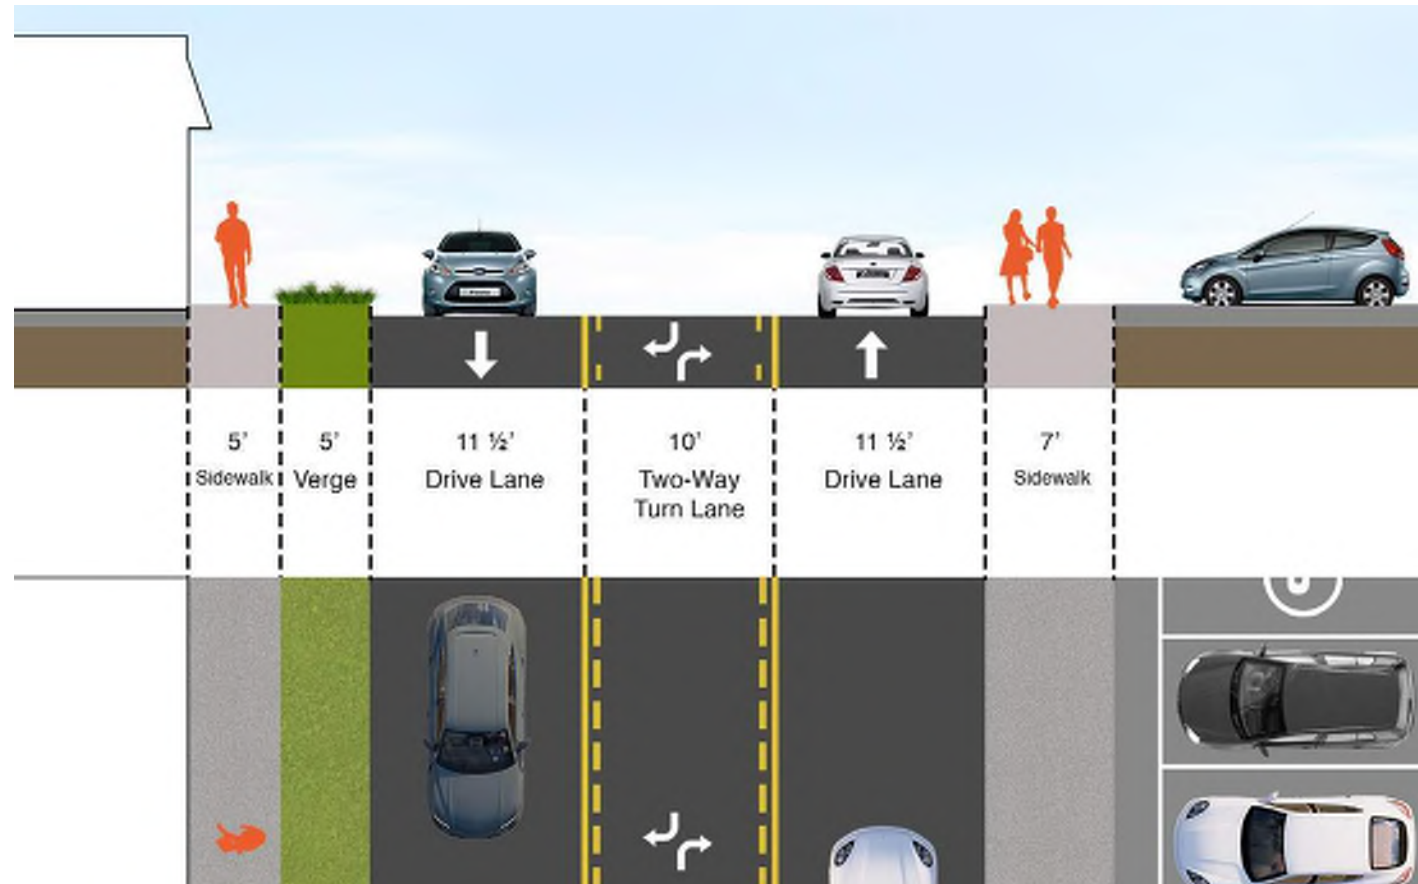 5’
Sidewalk
5’
Verge
11 ½’
Drive Lane
10’
Two-Way
Turn Lane
11 ½’
Drive Lane
7’
Sidewalk